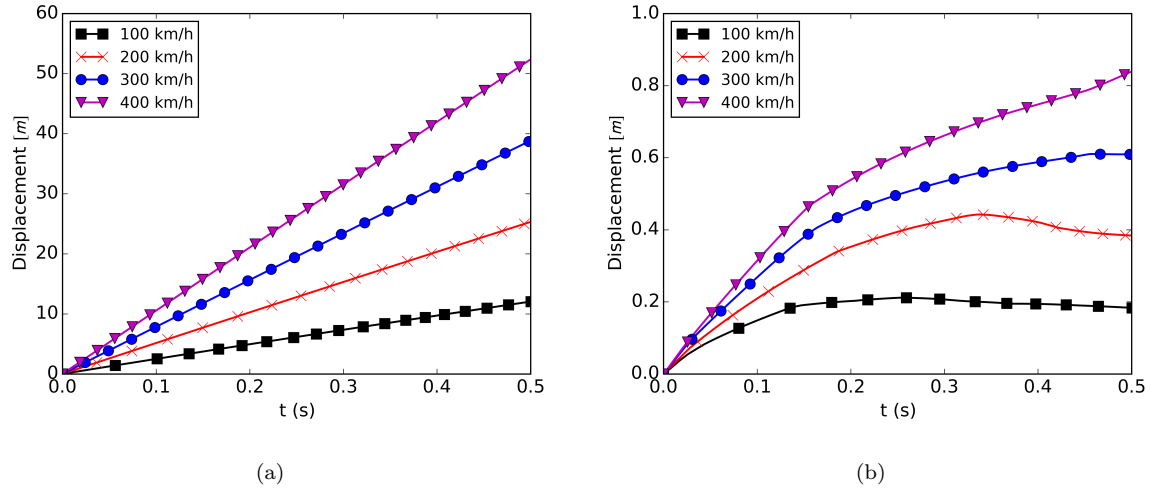 60
50
40
30
20
10
0
Displacement [m]
100 km/h
200 km/h
300 km/h
400 km/h
0.0 0.1 0.2 0.3 0.4 0.5
t (s)
(a)
1.0
0.8
0.6
0.4
0.2
0.0
Displacement [m]
100 km/h
200 km/h
300 km/h
400 km/h
0.0 0.1 0.2 0.3 0.4 0.5
t (s)
(b)